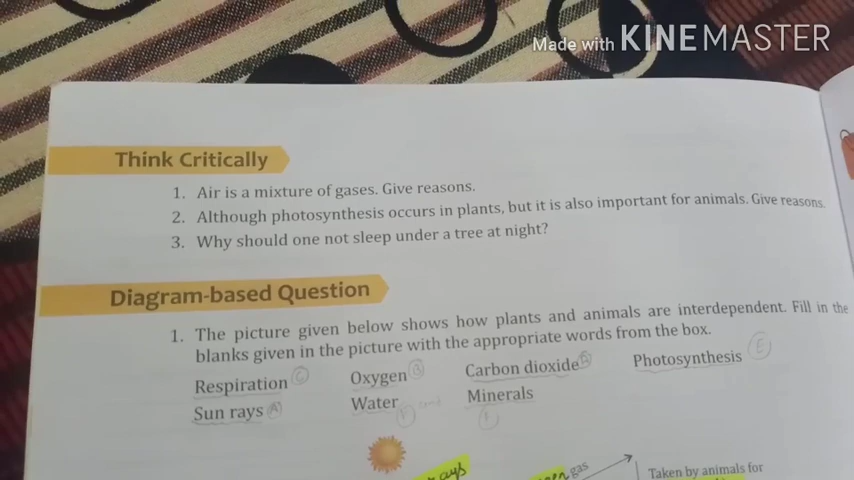 Made with KINEMASTER
Think Critically
1. Air is a mixture of gases. Give reasons.
2. Although photosynthesis occurs in plants, but it is also important for animals. Give reasons.
3. Why should one not sleep under a tree at night?
Diagram-based Question
1. The picture given below shows how plants and animals are interdependent. Fill in the
blanks given in the picture with the appropriate words from the box.
Respiration C Oxygen B Carbon dioxide Photosynthesis E
Sun rays A Water Minerals
gas
Taken by animals for